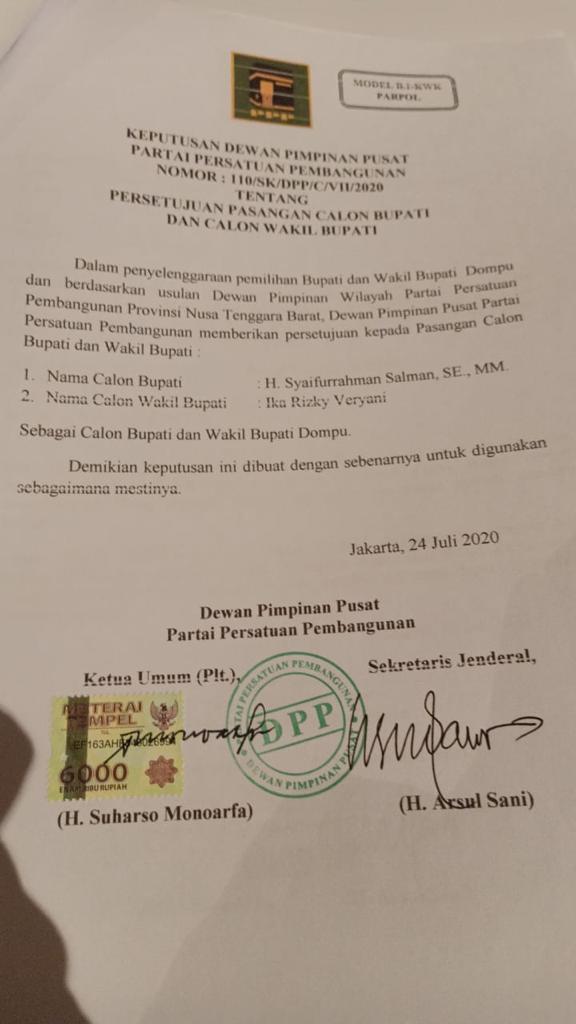 PPP
MODEL B.1-KWK
PARPOL
KEPUTUSAN DEWAN PIMPINAN PUSAT
PARTAI PERSATUAN PEMBANGUNAN
NOMOR : 110/SK/DPP/C/VII/2020
TENTANG
PERSETUJUAN PASANGAN CALON BUPATI
DAN CALON WAKIL BUPATI
Dalam penyelenggaraan pemilihan Bupati dan Wakil Bupati Dompu
dan berdasarkan usulan Dewan Pimpinan Wilayah Partai Persatuan
Pembangunan Provinsi Nusa Tenggara Barat, Dewan Pimpinan Pusat Partai
Persatuan Pembangunan memberikan persetujuan kepada Pasangan Calon
Bupati dan Wakil Bupati :
1. Nama Calon Bupati : H. Syaifurrahman Salman, SE., MM.
2. Nama Calon Wakil Bupati : Ika Rizky Veryani
Sebagai Calon Bupati dan Wakil Bupati Dompu.
Demikian keputusan ini dibuat dengan sebenarnya untuk digunakan
sebagaimana mestinya.
Jakarta, 24 Juli 2020
Dewan Pimpinan Pusat
Partai Persatuan Pembangunan
Ketua Umum (Plt.),
Sekretaris Jenderal,
METERAI
TEMPEL
6000
ENAM RIBU RUPIAH
PARTAI PERSATUAN PEMBANGUNAN
DPP
DEWAN PIMPINAN PUSAT
(H. Suharso Monoarfa)
(H. Arsul Sani)